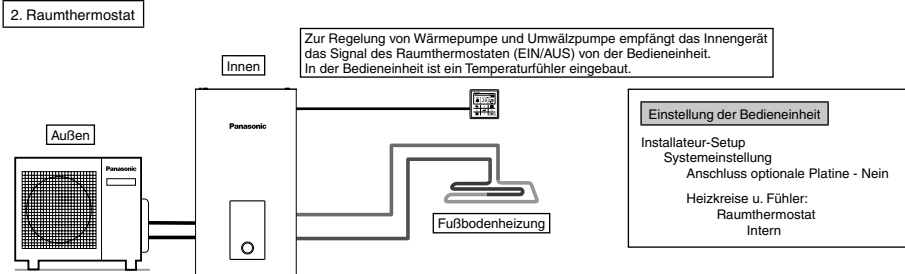 2. Raumthermostat
Zur Regelung von Wärmepumpe und Umwälzpumpe empfängt das Innengerät
das Signal des Raumthermostaten (EIN/AUS) von der Bedieneinheit.
In der Bedieneinheit ist ein Temperaturfühler eingebaut.
Innen
Außen
Panasonic
Panasonic
Fußbodenheizung
Einstellung der Bedieneinheit
Installateur-Setup
Systemeinstellung
Anschluss optionale Platine - Nein
Heizkreise u. Fühler:
Raumthermostat
Intern